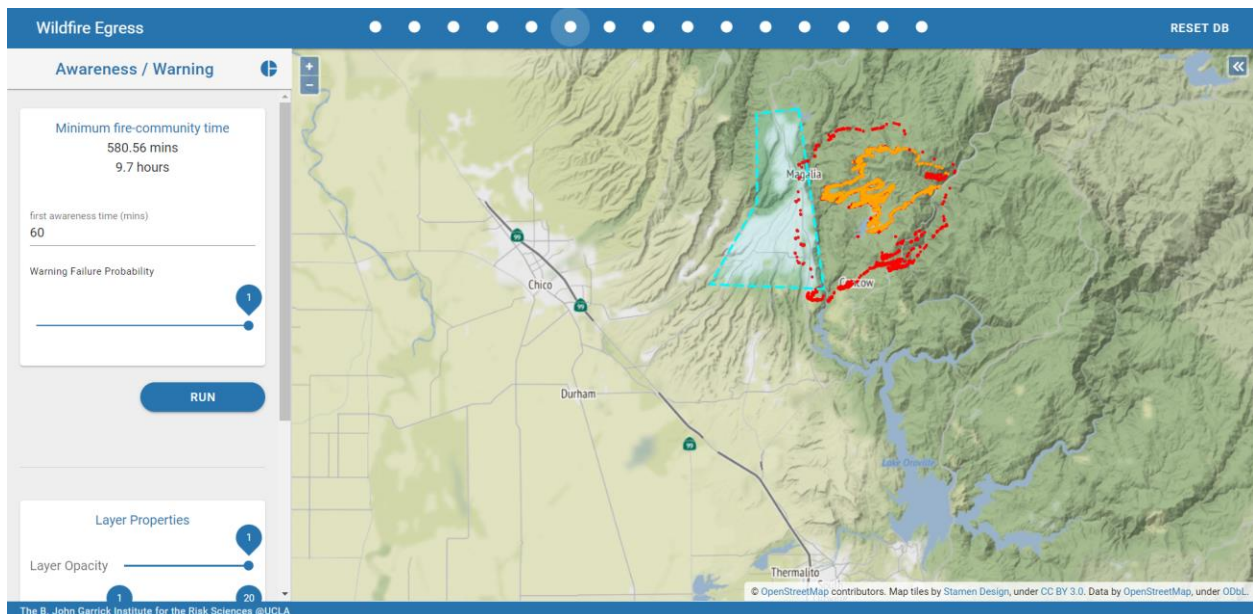 Wildfire Egress
RESET DB
Awareness / Warning
Minimum fire-community time
580.56 mins
9.7 hours
first awareness time (mins)
60
Warning Failure Probability
1
RUN
Layer Properties
1
Layer Opacity
1
20
The B. John Garrick Institute for the Risk Sciences @UCLA
+
−
«
Magalia
99
Chico
99
Concow
Durham
99
Lake Oroville
Thermalito
© OpenStreetMap contributors. Map tiles by Stamen Design, under CC BY 3.0. Data by OpenStreetMap, under ODbL.